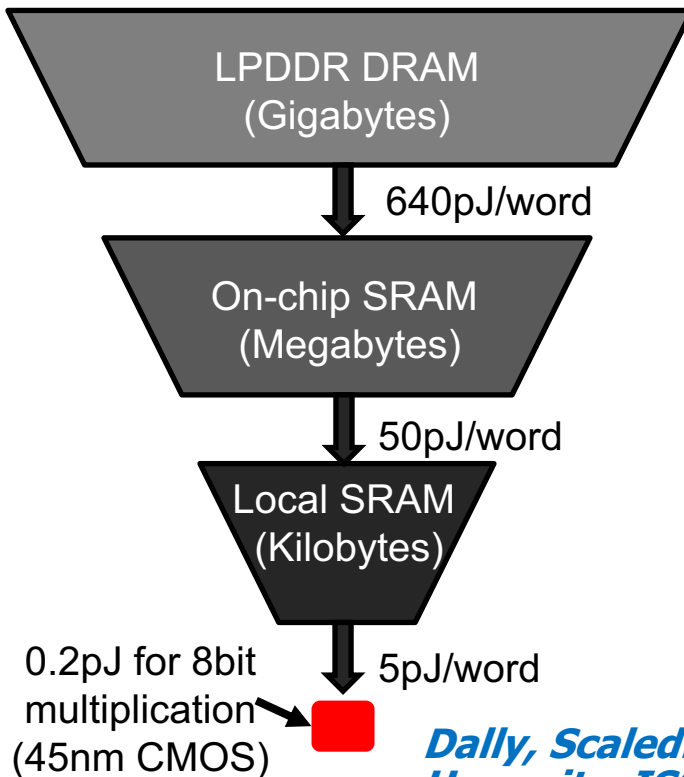 LPDDR DRAM
(Gigabytes)
640pJ/word
On-chip SRAM
(Megabytes)
50pJ/word
Local SRAM
(Kilobytes)
5pJ/word
0.2pJ for 8bit
multiplication
(45nm CMOS)
Dally, Scaled